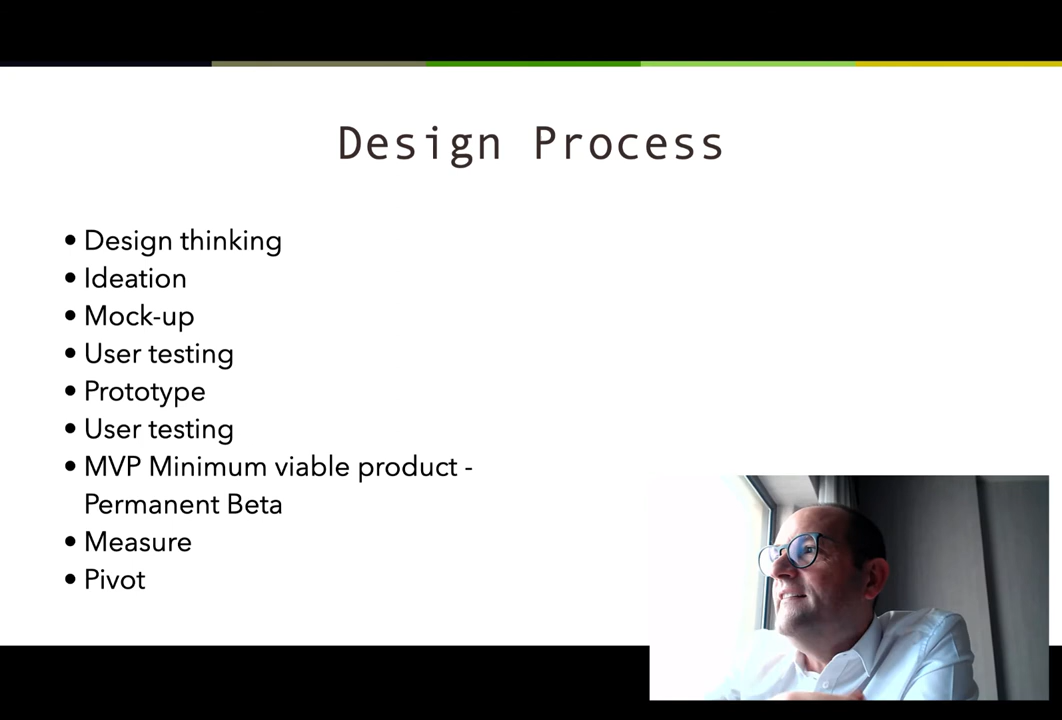 Design Process
• Design thinking
• Ideation
• Mock-up
• User testing
• Prototype
• User testing
• MVP Minimum viable product -
Permanent Beta
• Measure
• Pivot